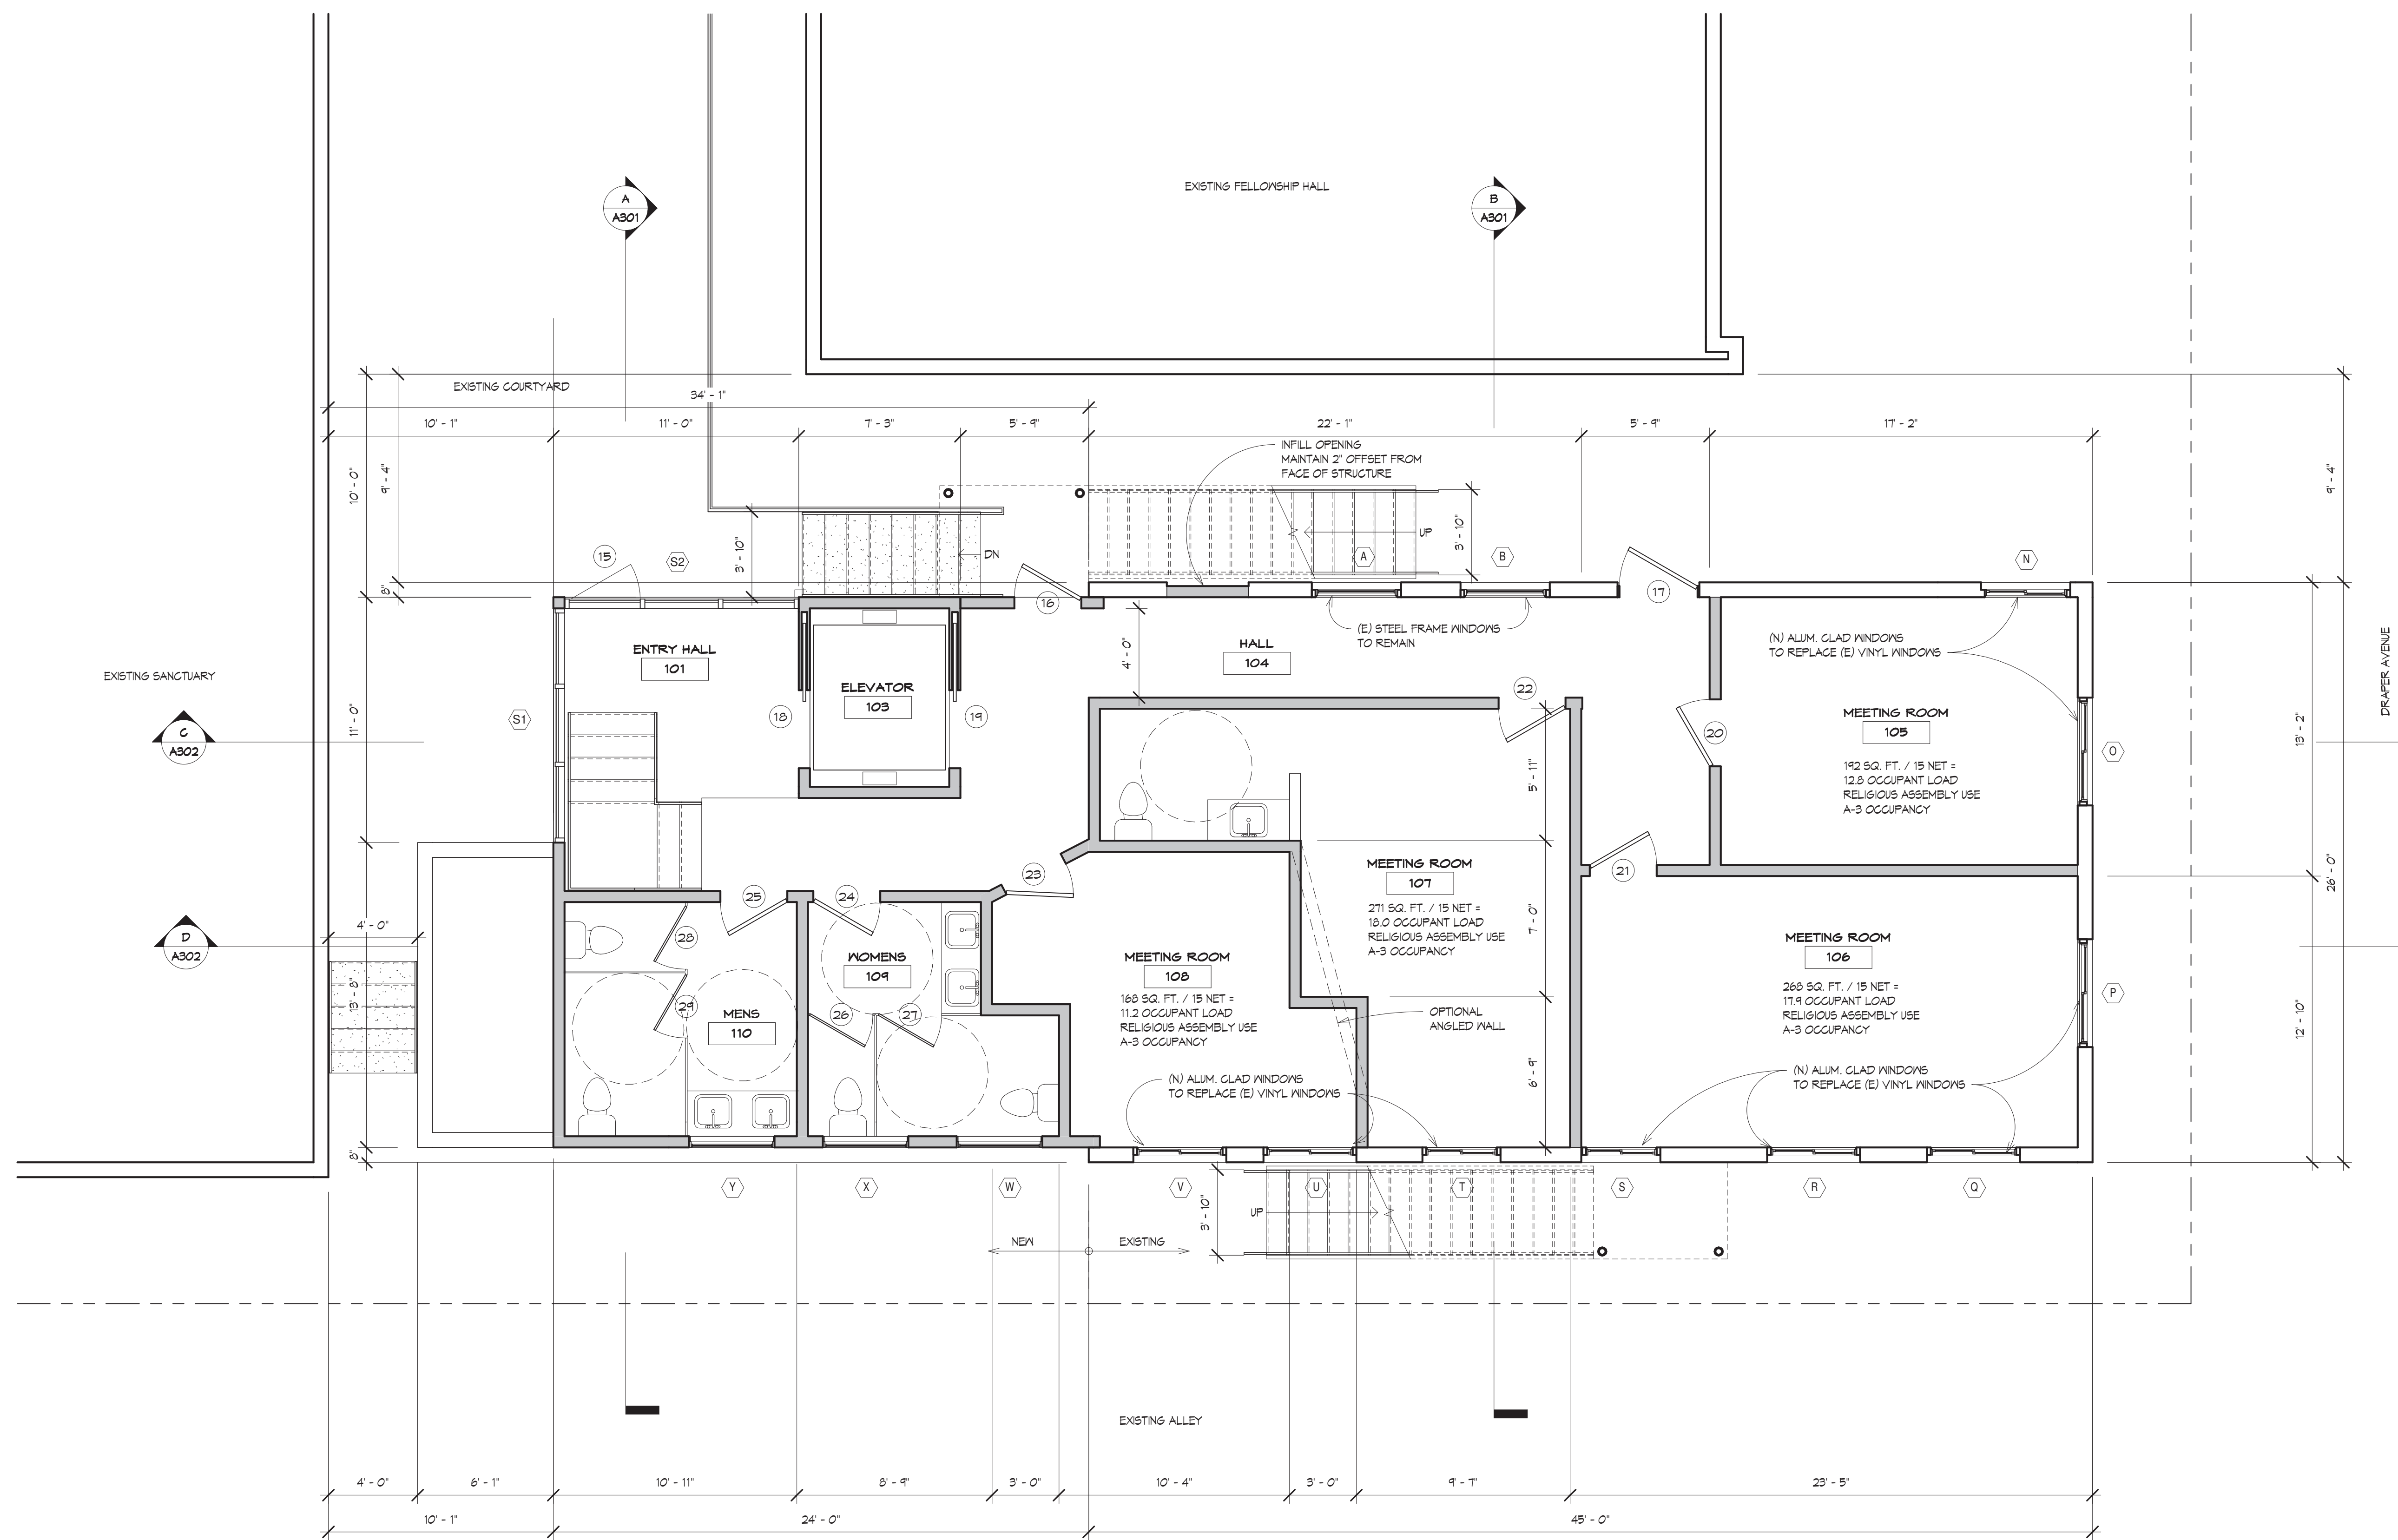 A
A301
B
A301
EXISTING FELLOWSHIP HALL
EXISTING COURTYARD
34' - 1"
10' - 1"
11' - 0"
7' - 3"
5' - 9"
22' - 1"
5' - 9"
17' - 2"
INFILL OPENING
MAINTAIN 2" OFFSET FROM
FACE OF STRUCTURE
10' - 0"
9' - 4"
9' - 4"
8"
3' - 10"
DN
UP
3' - 10"
15
S2
A
B
N
16
17
(E) STEEL FRAME WINDOWS
TO REMAIN
ENTRY HALL
101
4' - 0"
HALL
104
(N) ALUM. CLAD WINDOWS
TO REPLACE (E) VINYL WINDOWS
DRAPER AVENUE
EXISTING SANCTUARY
ELEVATOR
103
22
S1
18
19
11' - 0"
C
A302
MEETING ROOM
105
20
O
13' - 2"
192 SQ. FT. / 15 NET =
12.8 OCCUPANT LOAD
RELIGIOUS ASSEMBLY USE
A-3 OCCUPANCY
5' - 11"
26' - 0"
MEETING ROOM
107
271 SQ. FT. / 15 NET =
18.0 OCCUPANT LOAD
RELIGIOUS ASSEMBLY USE
A-3 OCCUPANCY
23
21
25
24
7' - 0"
4' - 0"
D
A302
28
WOMENS
109
MEETING ROOM
108
168 SQ. FT. / 15 NET =
11.2 OCCUPANT LOAD
RELIGIOUS ASSEMBLY USE
A-3 OCCUPANCY
MEETING ROOM
106
268 SQ. FT. / 15 NET =
17.9 OCCUPANT LOAD
RELIGIOUS ASSEMBLY USE
A-3 OCCUPANCY
P
13' - 8"
29
MENS
110
26
27
OPTIONAL
ANGLED WALL
12' - 10"
6' - 9"
(N) ALUM. CLAD WINDOWS
TO REPLACE (E) VINYL WINDOWS
(N) ALUM. CLAD WINDOWS
TO REPLACE (E) VINYL WINDOWS
8"
Y
X
W
V
U
T
S
R
Q
3' - 10"
UP
NEW
EXISTING
EXISTING ALLEY
4' - 0"
6' - 1"
10' - 11"
8' - 9"
3' - 0"
10' - 4"
3' - 0"
9' - 7"
23' - 5"
10' - 1"
24' - 0"
45' - 0"